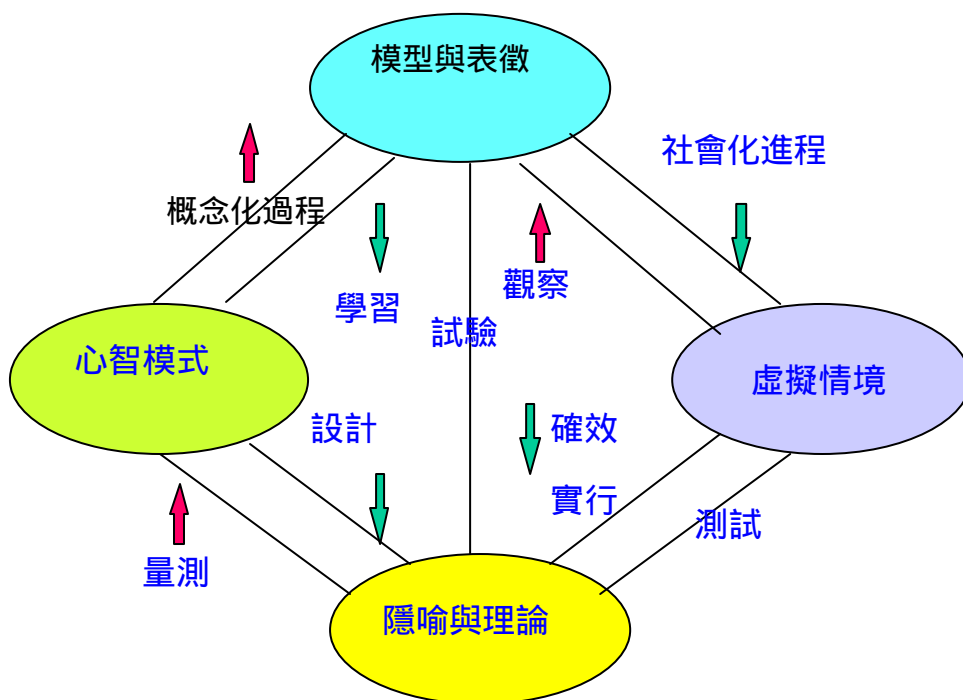 模型與表徵
社會化進程
概念化過程
觀察
學習
試驗
心智模式
虛擬情境
設計
確效
實行
測試
量測
隱喻與理論